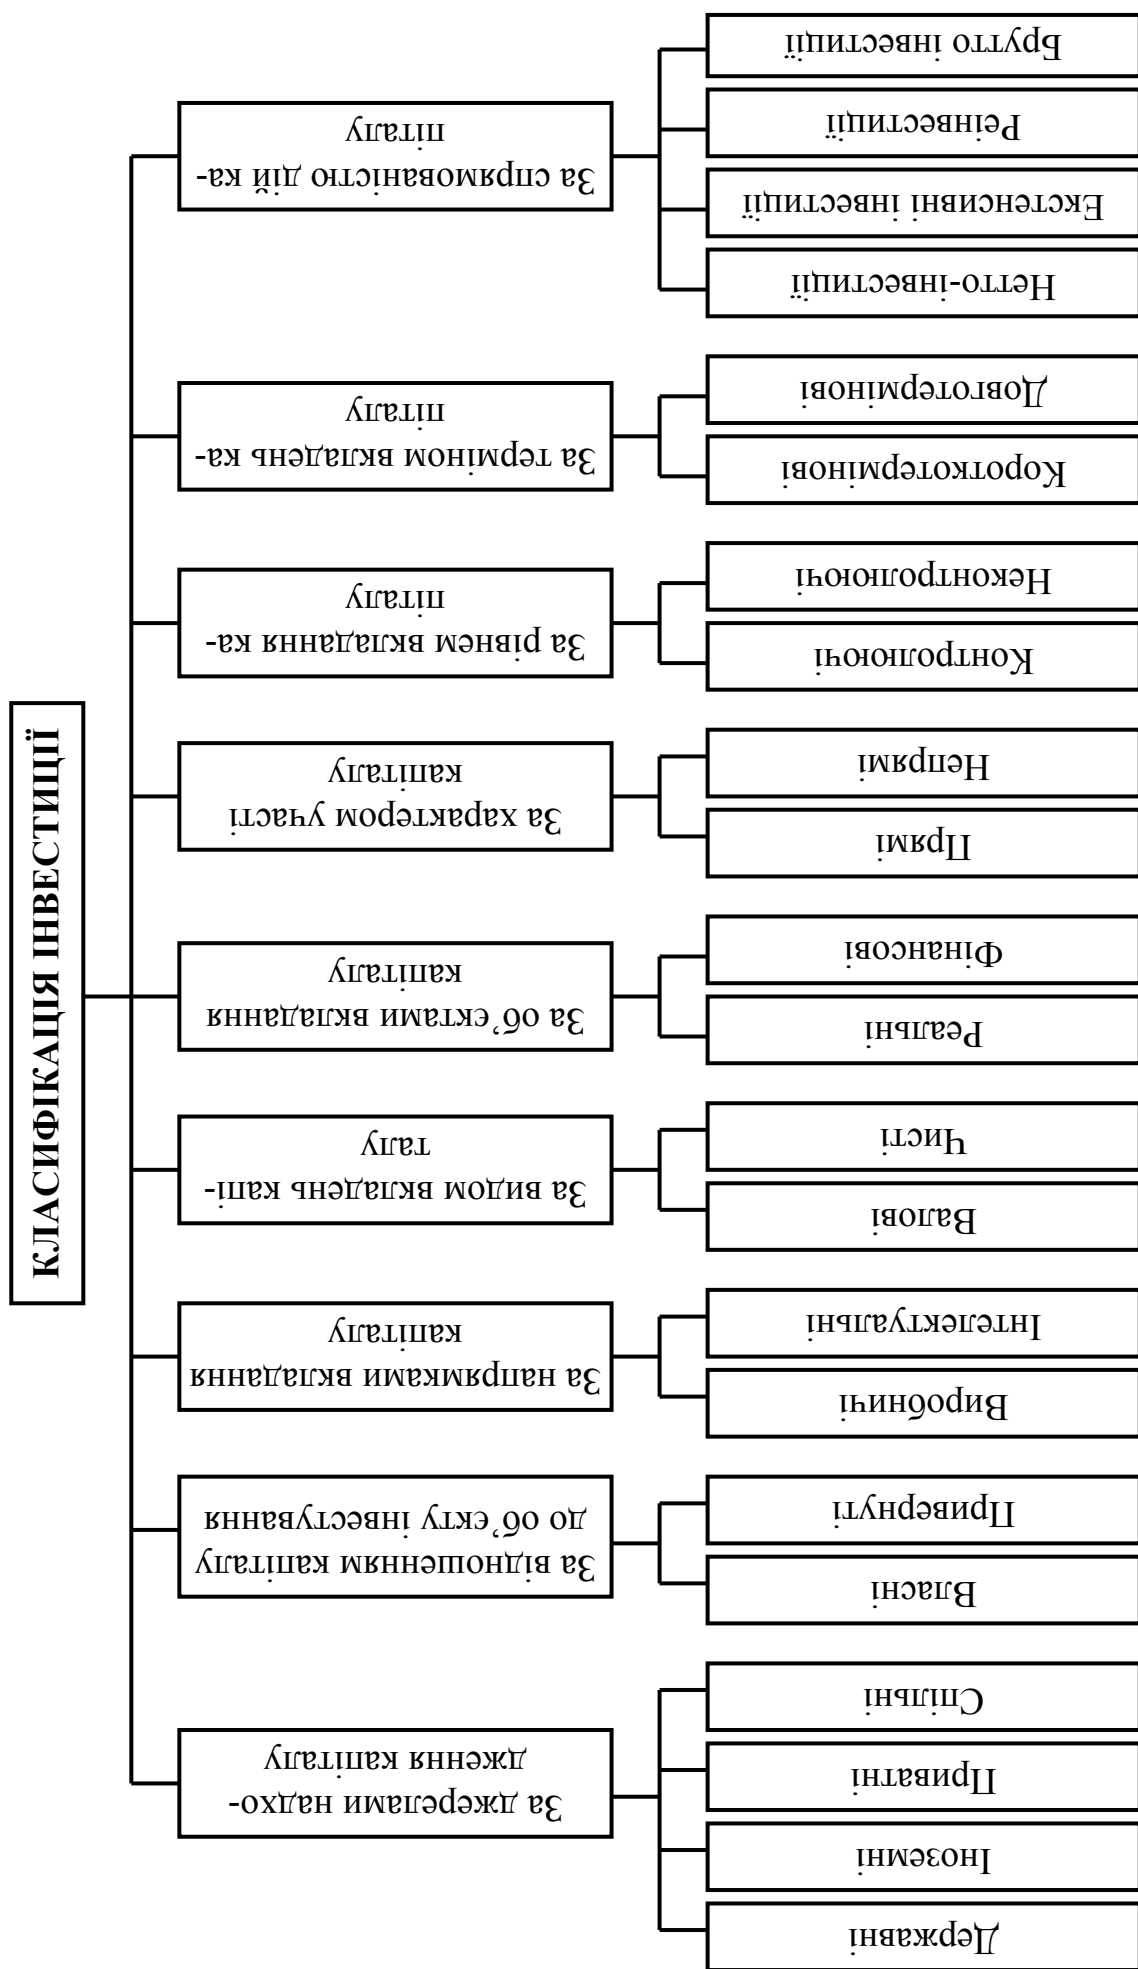 КЛАСИФІКАЦІЯ ІНВЕСТИЦІЇ
За джерелами надхо-
дження капіталу
Державні
Іноземні
Приватні
Спільні
За відношенням капіталу
до об’єкту інвестування
Власні
Привернуті
За напрямками вкладання
капіталу
Виробничі
Інтелектуальні
За видом вкладень капі-
талу
Валові
Чисті
За об’єктами вкладання
капіталу
Реальні
Фінансові
За характером участі
капіталу
Прямі
Непрямі
За рівнем вкладання ка-
піталу
Контролюючі
Неконтролюючі
За терміном вкладень ка-
піталу
Короткотермінові
Довготермінові
За спрямованістю дій ка-
піталу
Нетто-інвестиції
Екстенсивні інвестиції
Реінвестиції
Брутто інвестиції